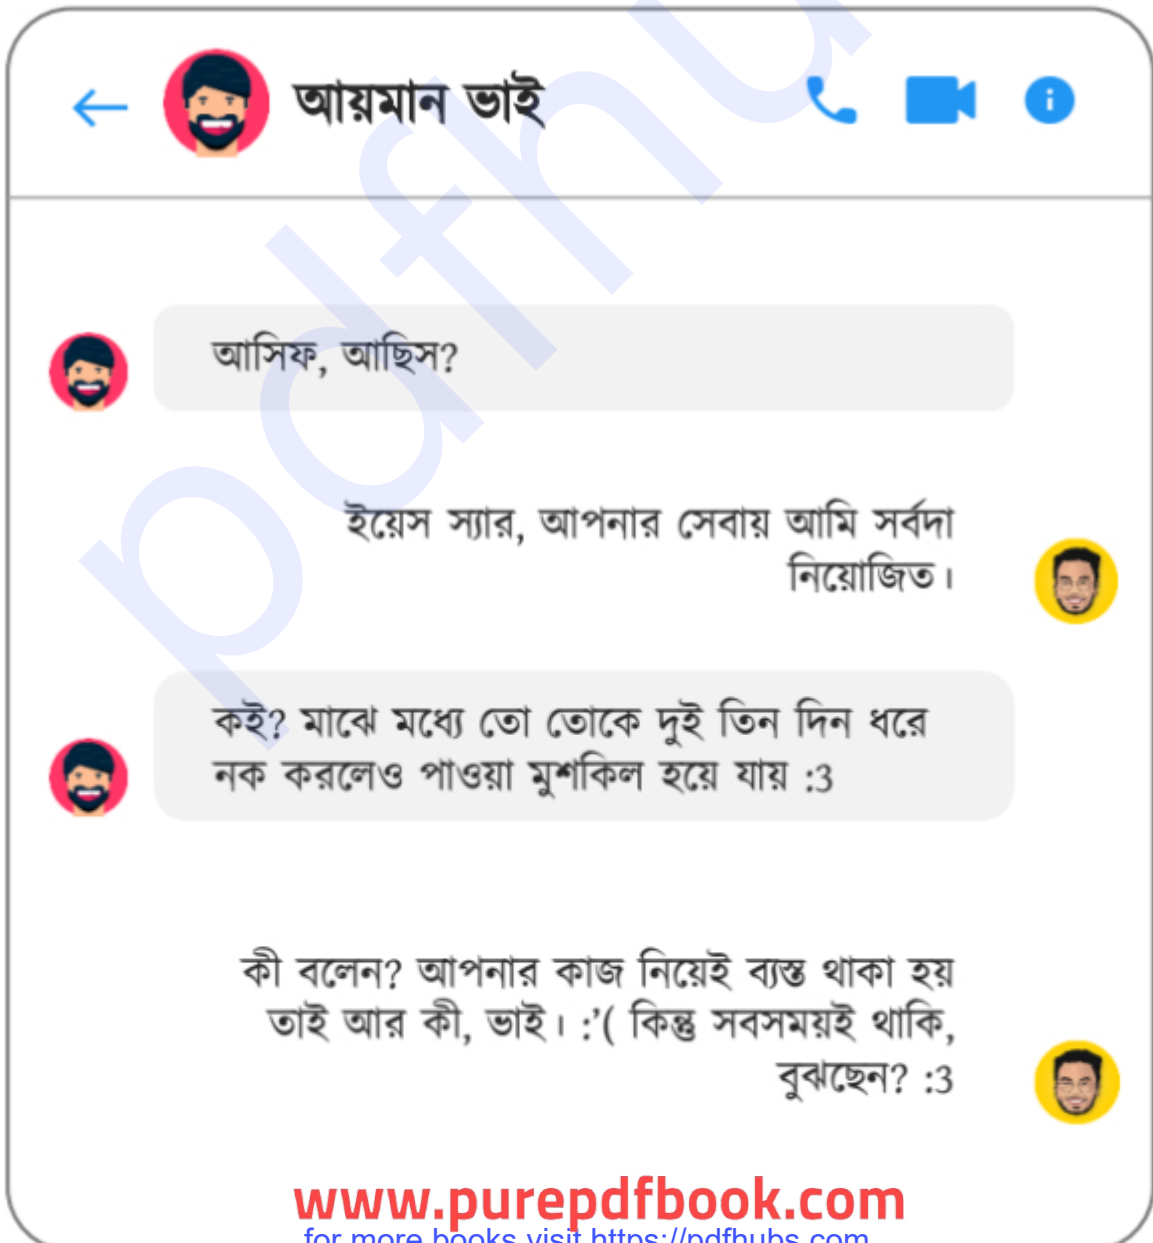 আয়মান ভাই
আসিফ, আছিস?
ইয়েস স্যার, আপনার সেবায় আমি সর্বদা
নিয়োজিত।
কই? মাঝে মধ্যে তো তোকে দুই তিন দিন ধরে
নক করলেও পাওয়া মুশকিল হয়ে যায় :3
কী বলেন? আপনার কাজ নিয়েই ব্যস্ত থাকা হয়
তাই আর কী, ভাই। :’( কিন্তু সবসময়ই থাকি,
বুঝছেন? :3
www.purepdfbook.com
for more books visit https://pdfhubs.com
pdfhu